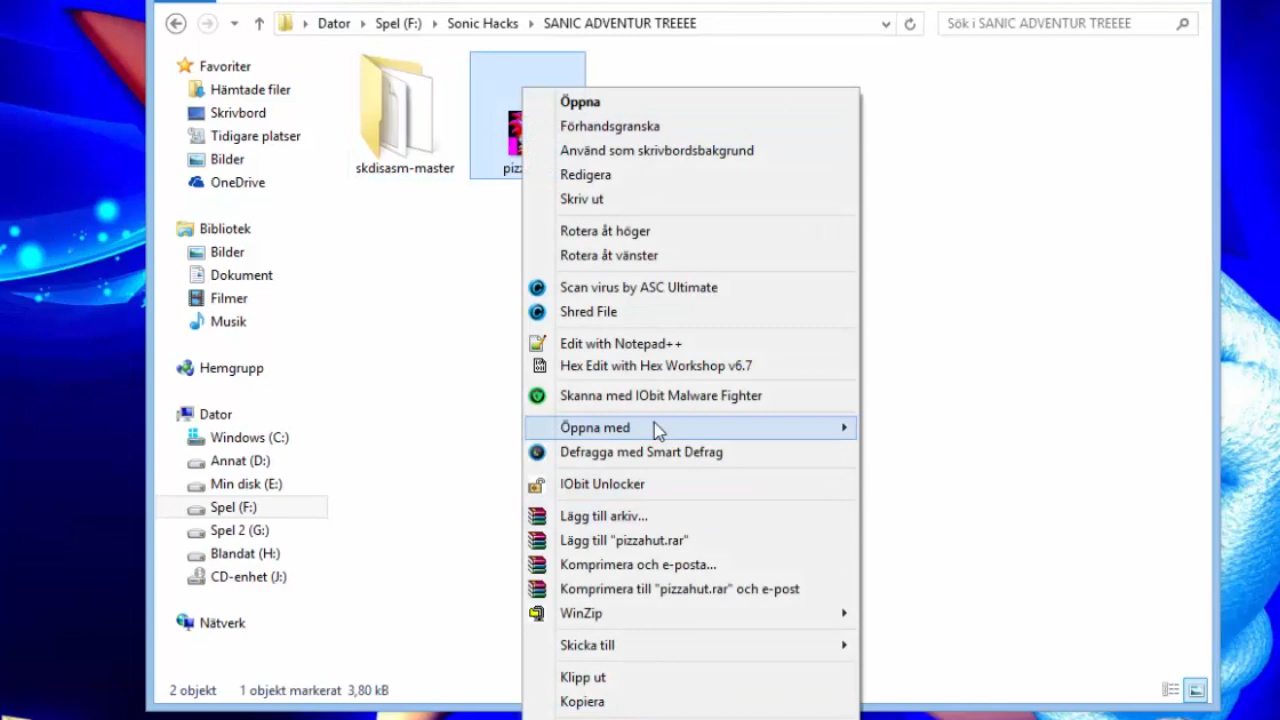 Dator
Spel (F:)
Sonic Hacks
SANIC ADVENTUR TREEEE
Sök i SANIC ADVENTUR TREEEE
Favoriter
Hämtade filer
Skrivbord
Tidigare platser
Bilder
OneDrive
Bibliotek
Bilder
Dokument
Filmer
Musik
Hemgrupp
Dator
Windows (C:)
Annat (D:)
Min disk (E:)
Spel (F:)
Spel 2 (G:)
Blandat (H:)
CD-enhet (J:)
Nätverk
skdisasm-master
Öppna
Förhandsgranska
Använd som skrivbordsbakgrund
Redigera
Skriv ut
Rotera åt höger
Rotera åt vänster
Scan virus by ASC Ultimate
Shred File
Edit with Notepad++
Hex Edit with Hex Workshop v6.7
Skanna med IObit Malware Fighter
Öppna med
Defragga med Smart Defrag
IObit Unlocker
Lägg till arkiv...
Lägg till "pizzahut.rar"
Komprimera och e-posta...
Komprimera till "pizzahut.rar" och e-post
WinZip
Skicka till
Klipp ut
Kopiera
2 objekt
1 objekt markerat 3,80 kB